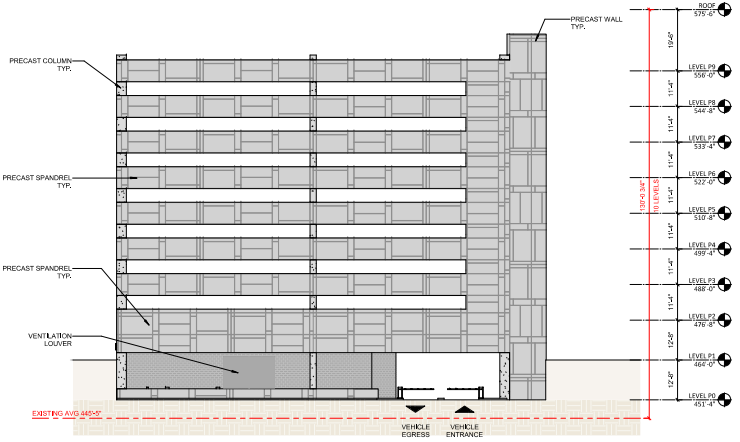 ROOF
575'-6"
PRECAST WALL
TYP.
19'-6"
PRECAST COLUMN
TYP.
LEVEL P9
556'-0"
11'-4"
LEVEL P8
544'-8"
11'-4"
LEVEL P7
533'-4"
11'-4"
PRECAST SPANDREL
TYP.
LEVEL P6
522'-0"
130'-0 3/4"
10 LEVELS
11'-4"
LEVEL P5
510'-8"
11'-4"
LEVEL P4
499'-4"
11'-4"
PRECAST SPANDREL
TYP.
LEVEL P3
488'-0"
11'-4"
LEVEL P2
476'-8"
12'-8"
VENTILATION
LOUVER
LEVEL P1
464'-0"
12'-8"
LEVEL P0
451'-4"
EXISTING AVG 445'-5"
VEHICLE
EGRESS
VEHICLE
ENTRANCE